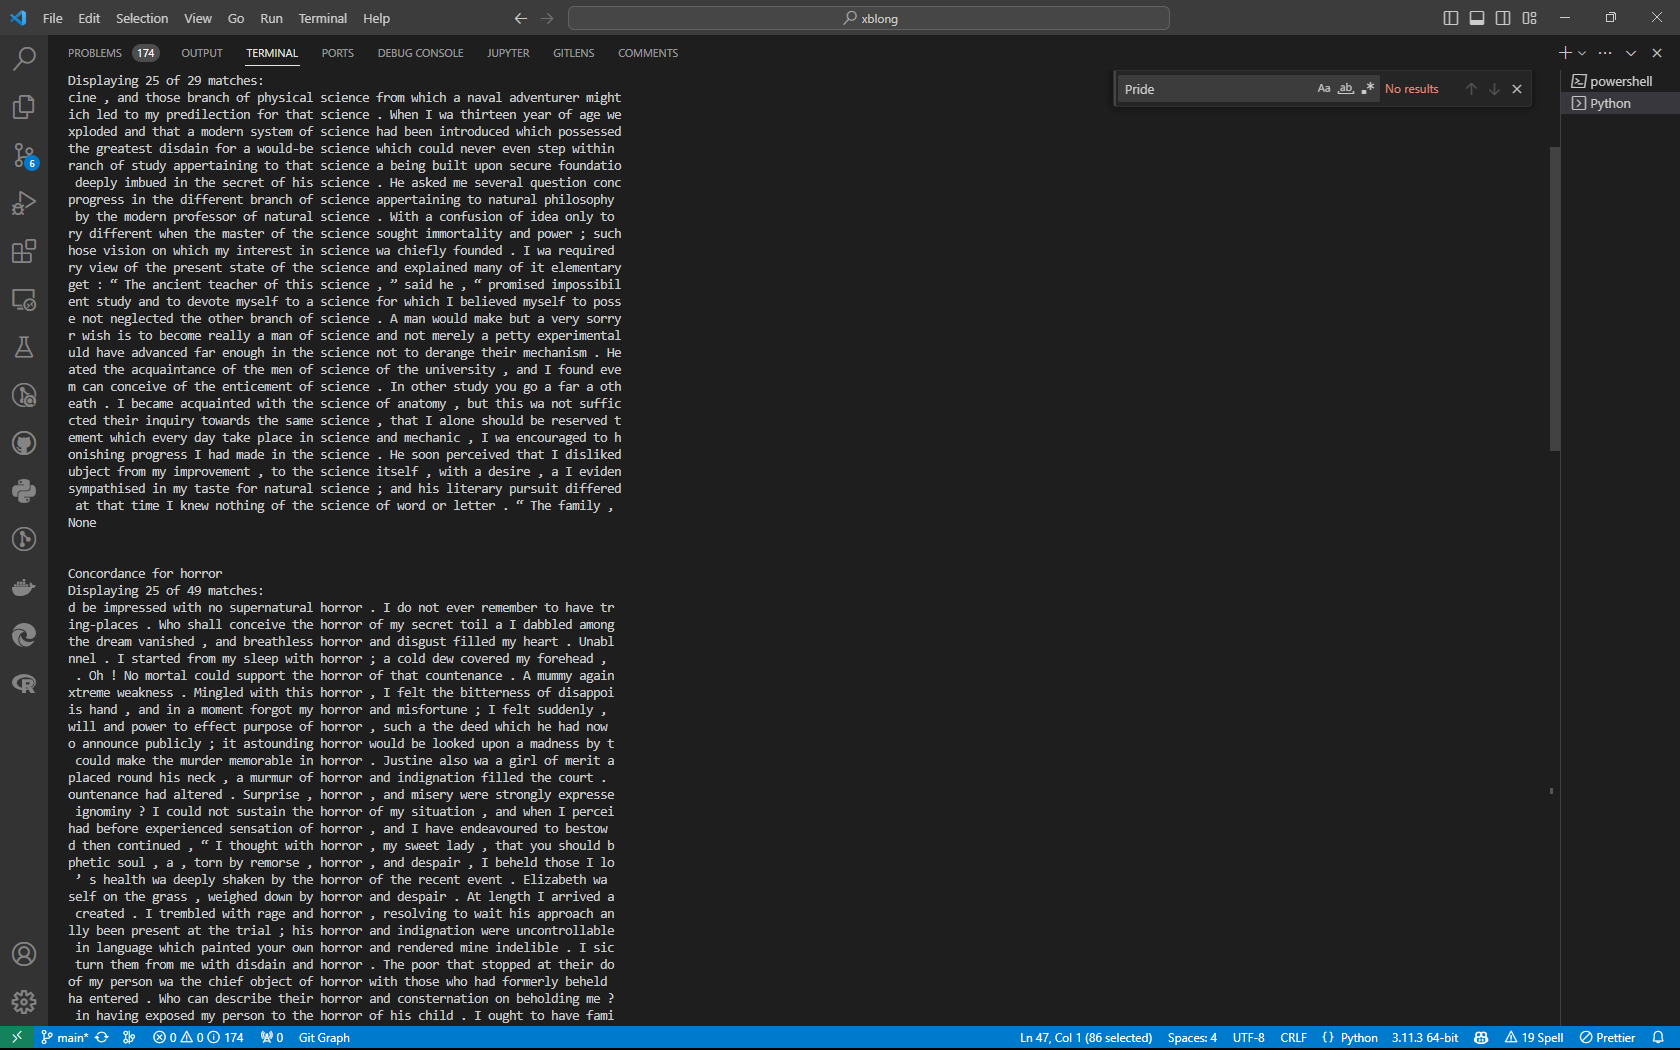 File Edit Selection View Go Run Terminal Help
xblong
PROBLEMS 174 OUTPUT TERMINAL PORTS DEBUG CONSOLE JUPYTER GITLENS COMMENTS
Pride Aa ab .* No results
powershell
Python
6
Displaying 25 of 29 matches:
cine , and those branch of physical science from which a naval adventurer might
ich led to my predilection for that science . When I wa thirteen year of age we
xploded and that a modern system of science had been introduced which possessed
the greatest disdain for a would-be science which could never even step within
ranch of study appertaining to that science a being built upon secure foundatio
deeply imbued in the secret of his science . He asked me several question conc
progress in the different branch of science appertaining to natural philosophy
by the modern professor of natural science . With a confusion of idea only to
ry different when the master of the science sought immortality and power ; such
hose vision on which my interest in science wa chiefly founded . I wa required
ry view of the present state of the science and explained many of it elementary
get : “ The ancient teacher of this science , ” said he , “ promised impossibil
ent study and to devote myself to a science for which I believed myself to poss
e not neglected the other branch of science . A man would make but a very sorry
r wish is to become really a man of science and not merely a petty experimental
uld have advanced far enough in the science not to derange their mechanism . He
ated the acquaintance of the men of science of the university , and I found eve
m can conceive of the enticement of science . In other study you go a far a oth
eath . I became acquainted with the science of anatomy , but this wa not suffic
cted their inquiry towards the same science , that I alone should be reserved t
ement which every day take place in science and mechanic , I wa encouraged to h
onishing progress I had made in the science . He soon perceived that I disliked
ubject from my improvement , to the science itself , with a desire , a I eviden
sympathised in my taste for natural science ; and his literary pursuit differed
at that time I knew nothing of the science of word or letter . “ The family ,
None
Concordance for horror
Displaying 25 of 49 matches:
d be impressed with no supernatural horror . I do not ever remember to have tr
ing-places . Who shall conceive the horror of my secret toil a I dabbled among
the dream vanished , and breathless horror and disgust filled my heart . Unabl
nnel . I started from my sleep with horror ; a cold dew covered my forehead ,
. Oh ! No mortal could support the horror of that countenance . A mummy again
xtreme weakness . Mingled with this horror , I felt the bitterness of disappoi
is hand , and in a moment forgot my horror and misfortune ; I felt suddenly ,
will and power to effect purpose of horror , such a the deed which he had now
o announce publicly ; it astounding horror would be looked upon a madness by t
could make the murder memorable in horror . Justine also wa a girl of merit a
placed round his neck , a murmur of horror and indignation filled the court .
ountenance had altered . Surprise , horror , and misery were strongly expresse
ignominy ? I could not sustain the horror of my situation , and when I percei
had before experienced sensation of horror , and I have endeavoured to bestow
d then continued , “ I thought with horror , my sweet lady , that you should b
phetic soul , a , torn by remorse , horror , and despair , I beheld those I lo
’ s health wa deeply shaken by the horror of the recent event . Elizabeth wa
self on the grass , weighed down by horror and despair . At length I arrived a
created . I trembled with rage and horror , resolving to wait his approach an
lly been present at the trial ; his horror and indignation were uncontrollable
in language which painted your own horror and rendered mine indelible . I sic
turn them from me with disdain and horror . The poor that stopped at their do
of my person wa the chief object of horror with those who had formerly beheld
ha entered . Who can describe their horror and consternation on beholding me ?
in having exposed my person to the horror of his child . I ought to have fami
main* 0 0 174 0 Git Graph Ln 47, Col 1 (86 selected) Spaces: 4 UTF-8 CRLF { } Python 3.11.3 64-bit 19 Spell Prettier